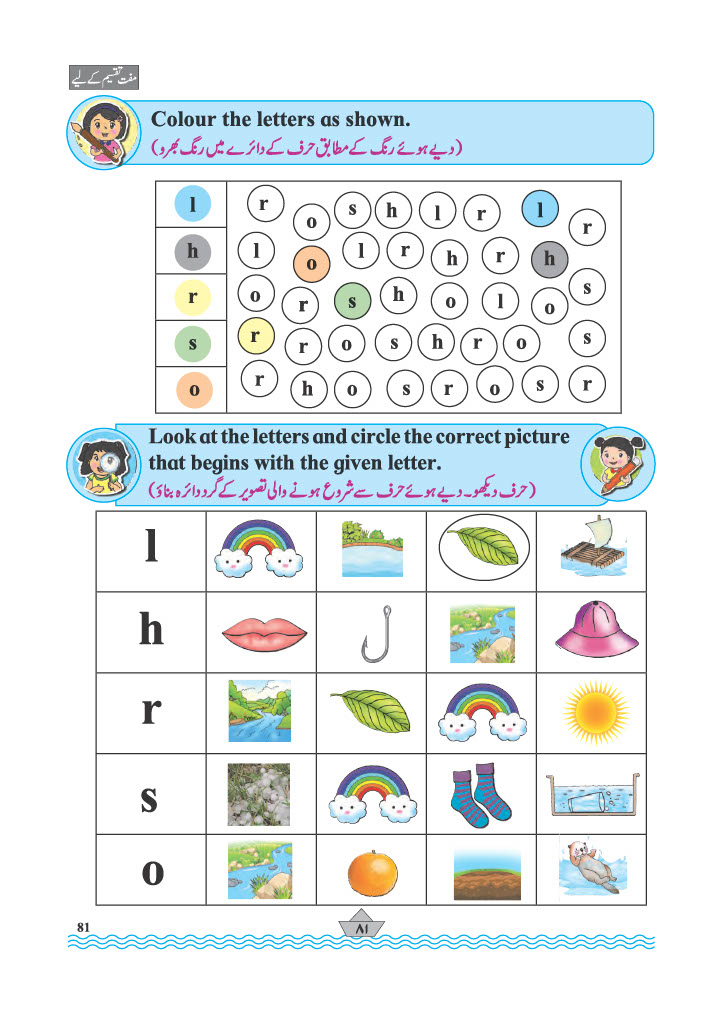 مفت تقسیم کے لیے
Colour the letters as shown.
(دیے ہوئے رنگ کے مطابق حرف کے دائرے میں رنگ بھرو)
l r o s h l r l r
h l o l r h r h
r o r s h o l o s
s r r o s h r o s
o r h o s r o s r
Look at the letters and circle the correct picture
that begins with the given letter.
(حرف دیکھو۔ دیے ہوئے حرف سے شروع ہونے والی تصویر کے گرد دائرہ بناؤ)
l
h
r
s
o
81
۸۱